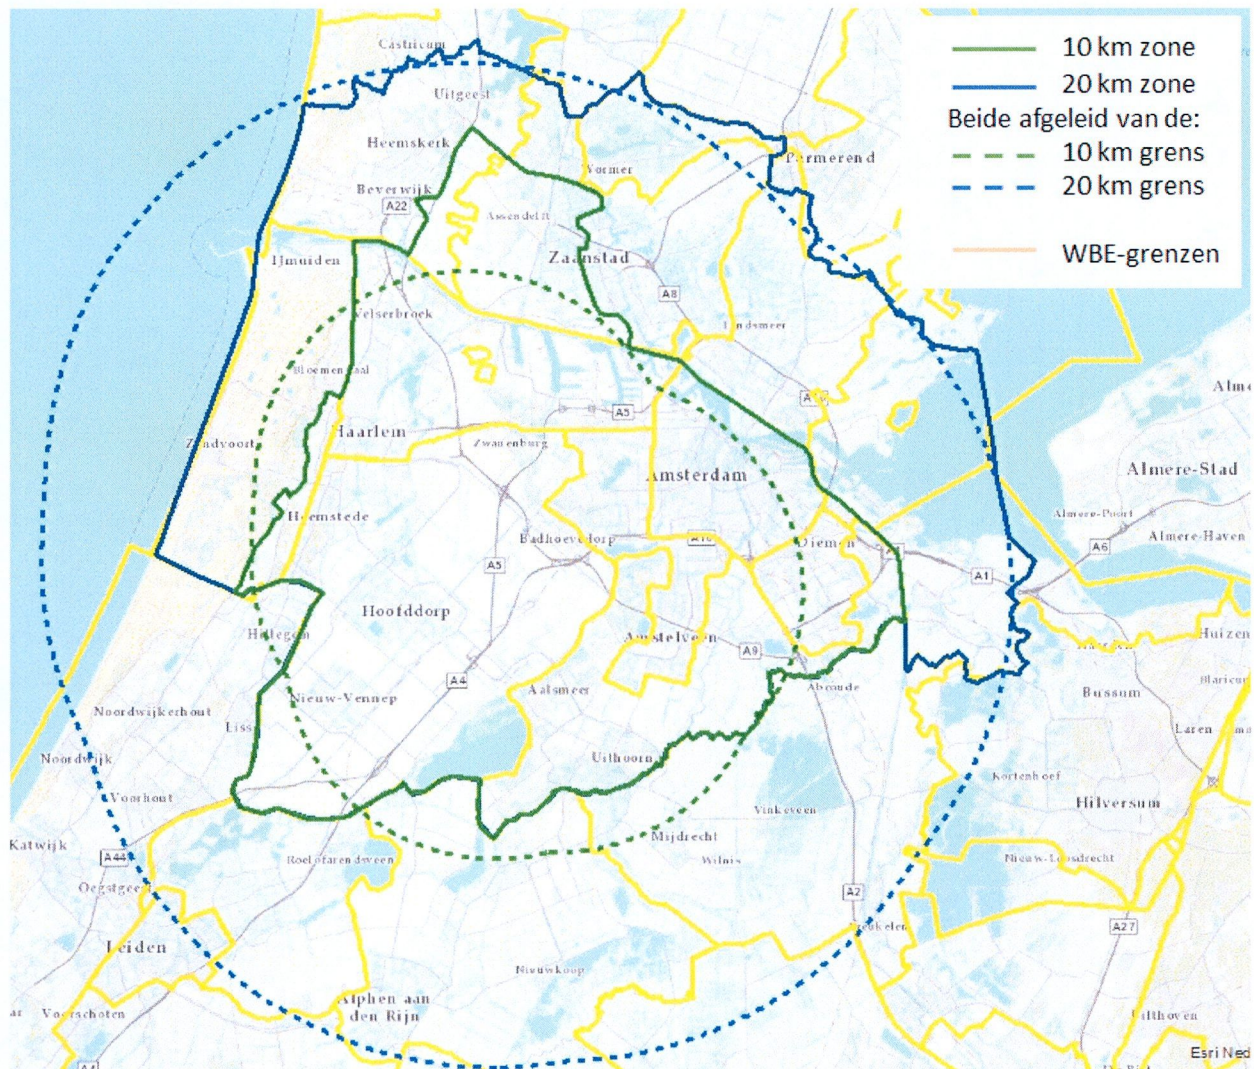 10 km zone
20 km zone
Beide afgeleid van de:
10 km grens
20 km grens
WBE-grenzen
Castricum
Uitgeest
Heemskerk
Beverwijk
A22
Assendelft
Vormer
Purmerend
IJmuiden
Zaanstad
A8
Velserbroek
Landsmeer
Bloemendaal
A5
Zandvoort
Haarlem
Zwanenburg
Amsterdam
Almere-Stad
Heemstede
Almere-Poort
Badhoevedorp
A10
Diemen
Almere-Haven
A6
A5
A1
Hoofddorp
Hillegom
Amstelveen
A9
Huizen
A4
Aalsmeer
Abcoude
Bussum
Blaricum
Nieuw-Vennep
Noordwijkerhout
Lisse
Laren
Noordwijk
Uithoorn
Kortenhoef
Voorhout
Vinkeveen
Hilversum
Katwijk
A44
Roelofarendsveen
Mijdrecht
Wilnis
Nieuw-Loosdrecht
Oegstgeest
A2
Breukelen
A27
Leiden
Nieuwkoop
Alphen aan
den Rijn
Voorschoten
Bilthoven
Esri Ned